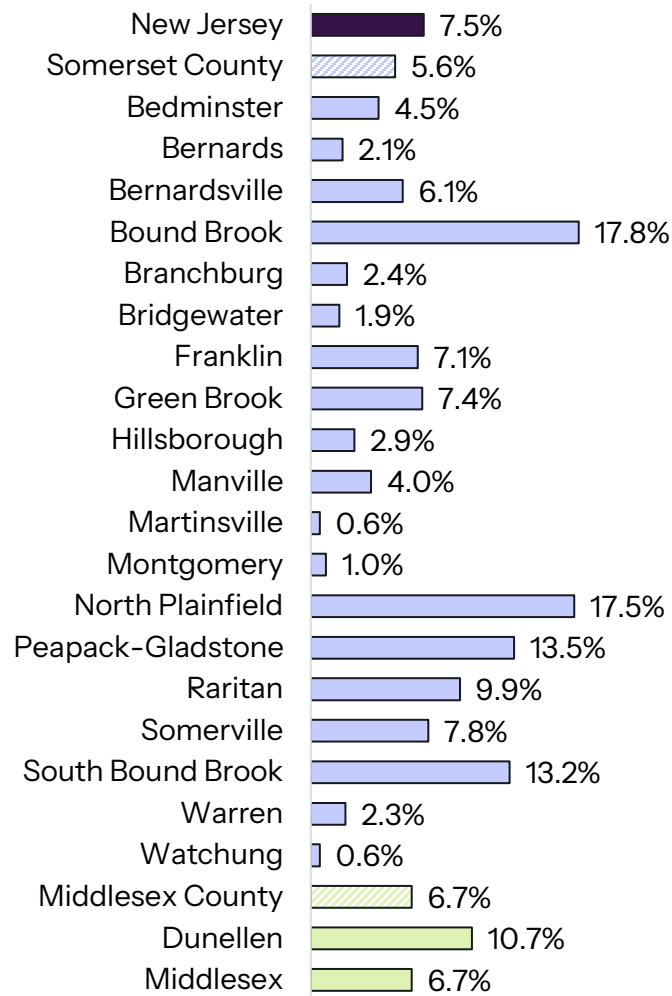 New Jersey 7.5%
Somerset County 5.6%
Bedminster 4.5%
Bernards 2.1%
Bernardsville 6.1%
Bound Brook 17.8%
Branchburg 2.4%
Bridgewater 1.9%
Franklin 7.1%
Green Brook 7.4%
Hillsborough 2.9%
Manville 4.0%
Martinsville 0.6%
Montgomery 1.0%
North Plainfield 17.5%
Peapack-Gladstone 13.5%
Raritan 9.9%
Somerville 7.8%
South Bound Brook 13.2%
Warren 2.3%
Watchung 0.6%
Middlesex County 6.7%
Dunellen 10.7%
Middlesex 6.7%